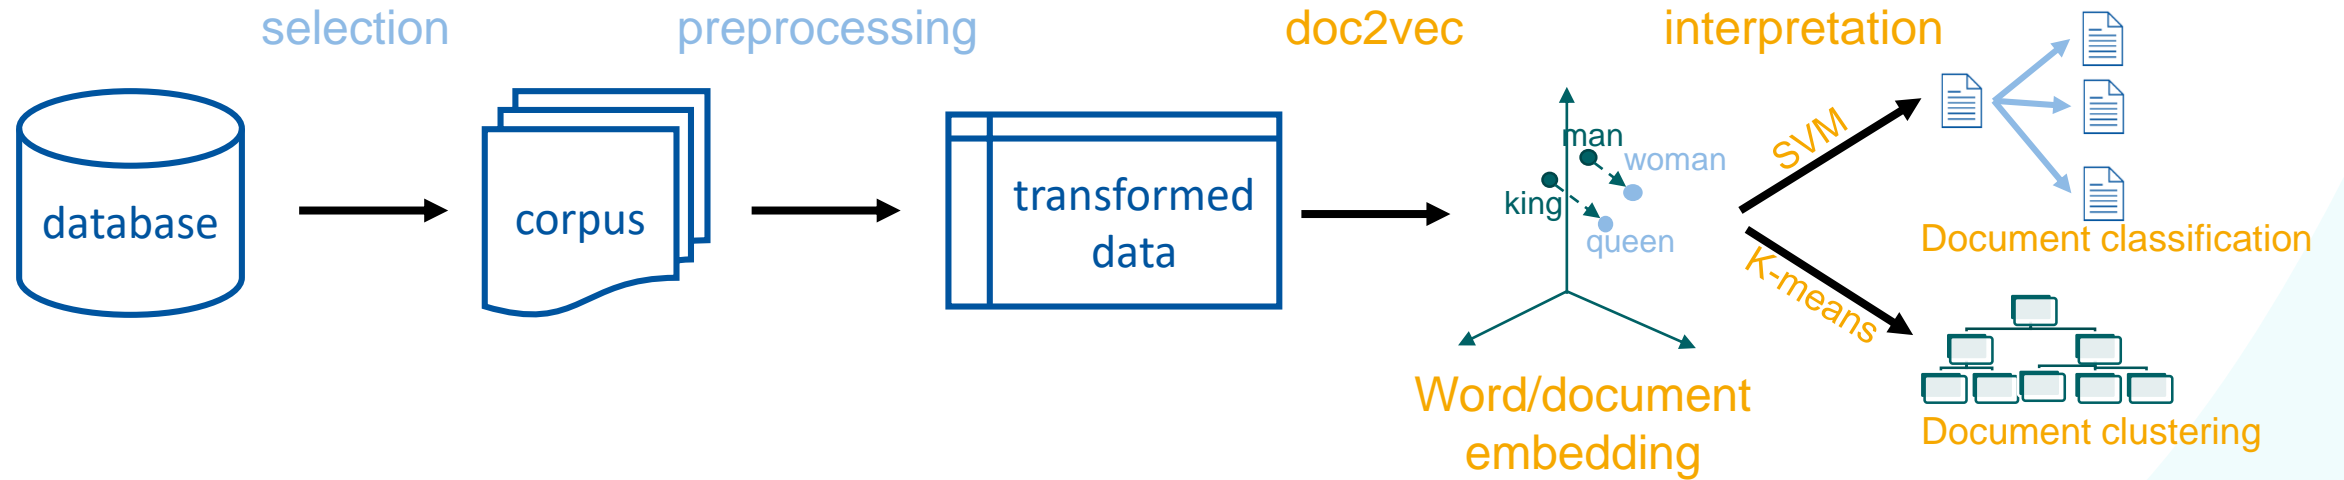 selection
preprocessing
doc2vec
interpretation
database
corpus
transformed
data
man
woman
king
queen
Word/document
embedding
SVM
K-means
Document classification
Document clustering